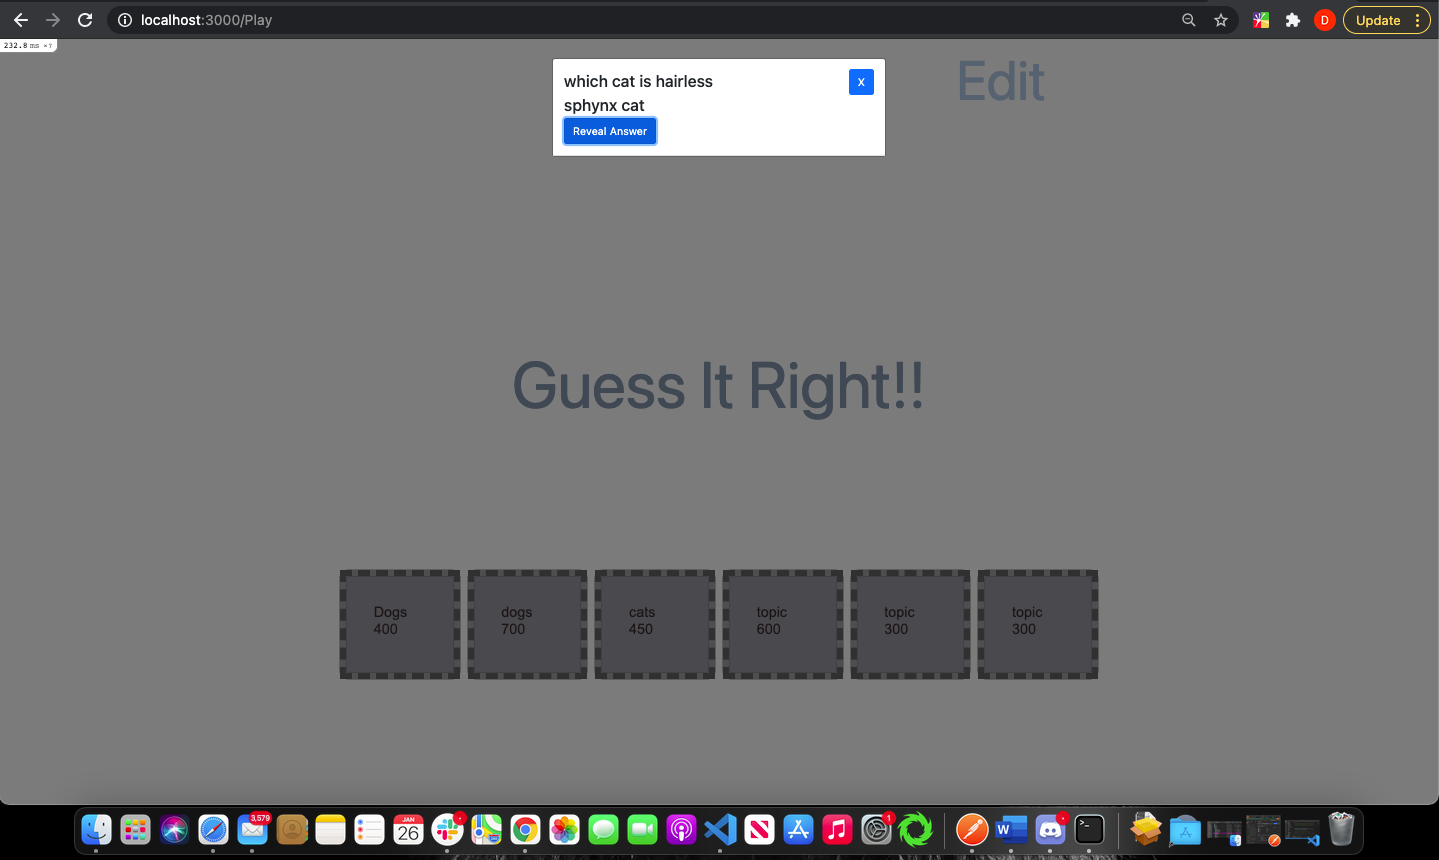 localhost:3000/Play
D
Update
232.8 ms ×7
which cat is hairless
X
sphynx cat
Reveal Answer
Edit
Guess It Right!!
Dogs
400
dogs
700
cats
450
topic
600
topic
300
topic
300
3,579
JAN
26
1
W
>_